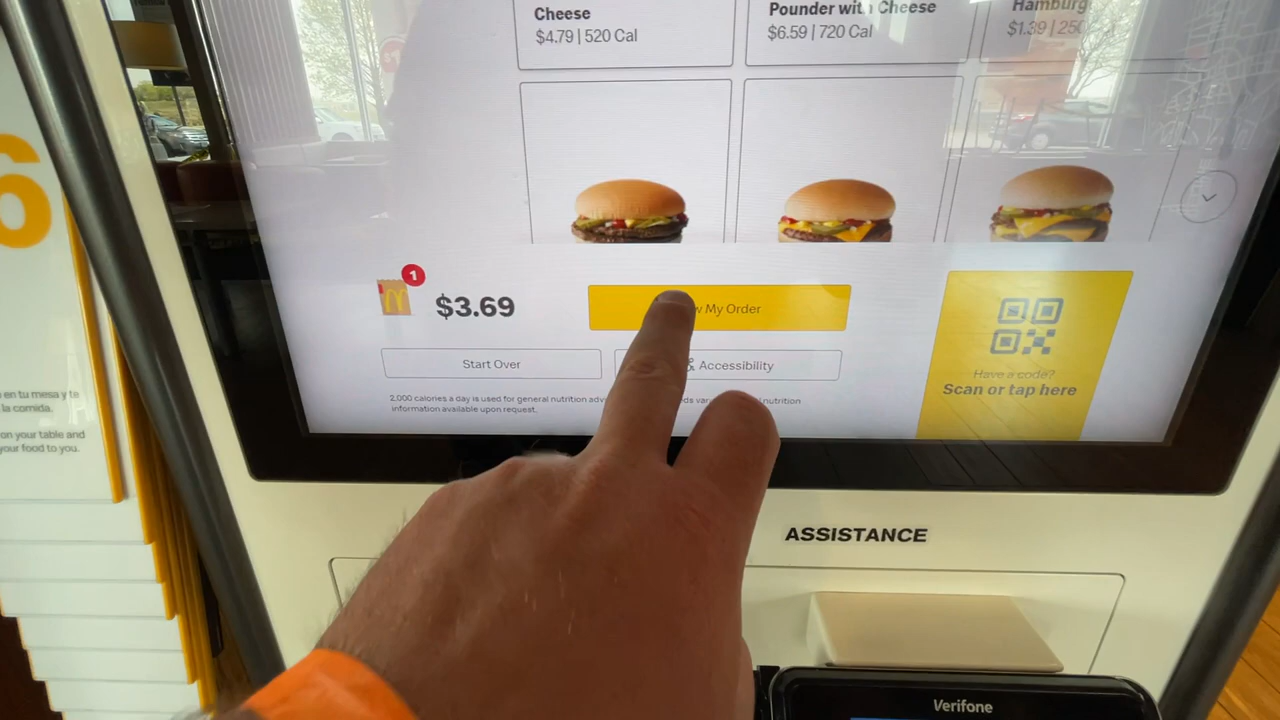 Cheese
$4.79 | 520 Cal
Pounder with Cheese
$6.59 | 720 Cal
Hamburg
$1.39 | 250
6
1
$3.69
My Order
Start Over
Accessibility
2,000 calories a day is used for general nutrition nutrition
information available upon request.
Have a code?
Scan or tap here
en tu mesa y te
la comida.
on your table and
your food to you.
ASSISTANCE
Verifone